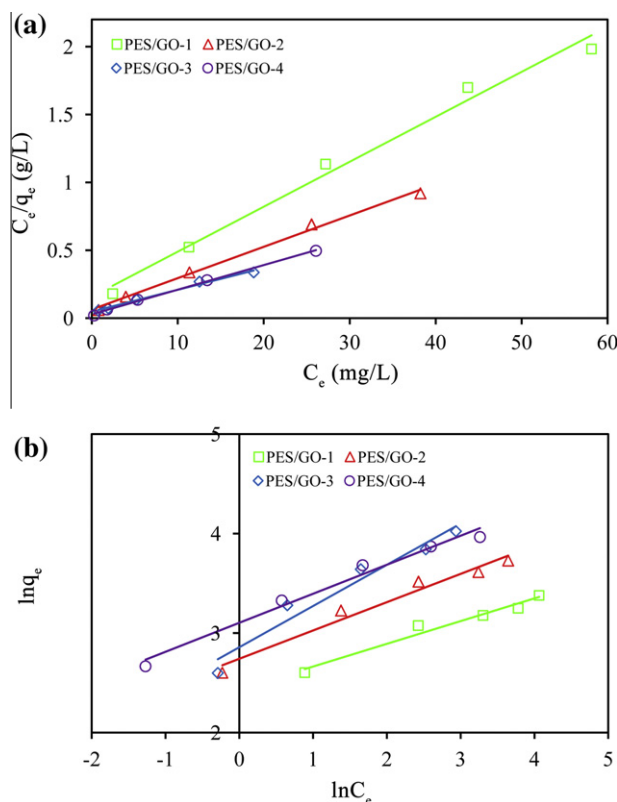 (a)
PES/GO-1 PES/GO-2
PES/GO-3 PES/GO-4
2
1.5
1
0.5
0
Ce/qe (g/L)
0 10 20 30 40 50 60
Ce (mg/L)
(b)
5
PES/GO-1 PES/GO-2
PES/GO-3 PES/GO-4
4
3
2
lnqe
-2 -1 0 1 2 3 4 5
lnCe